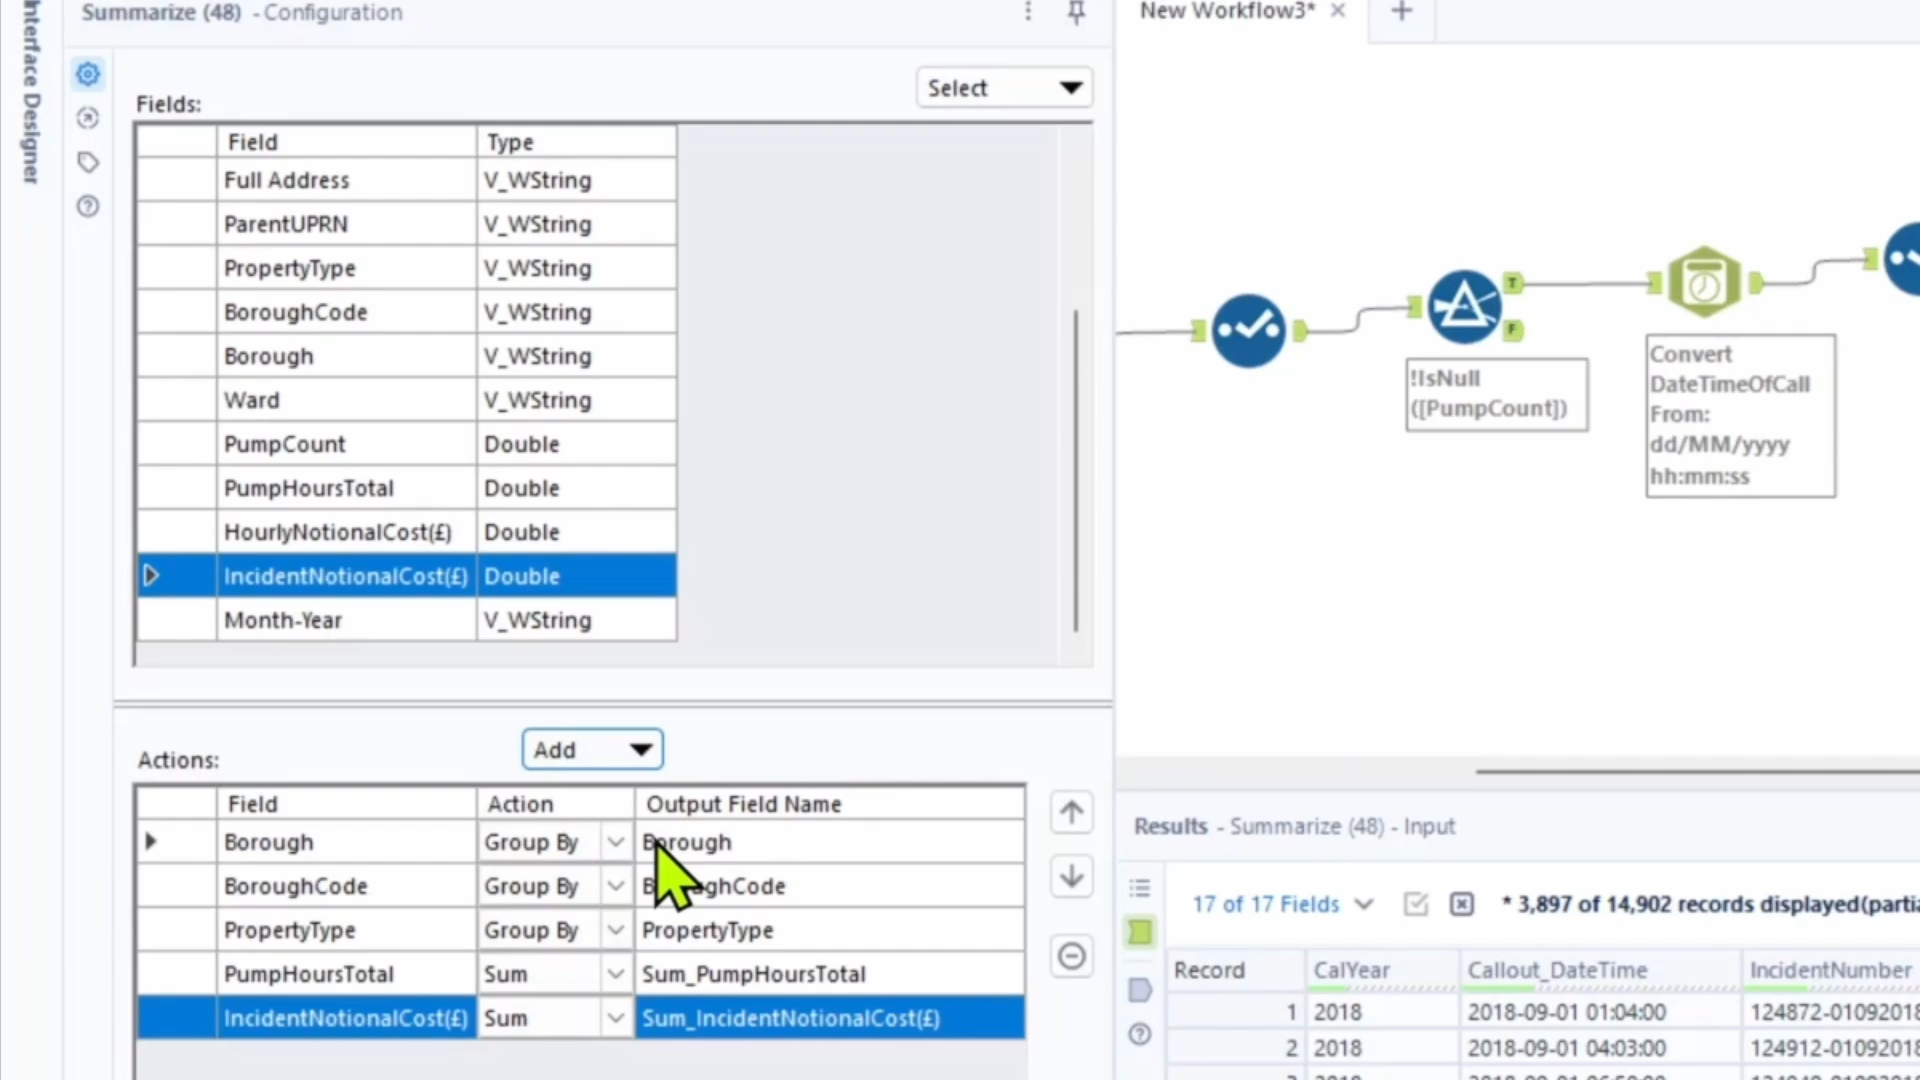 Interface Designer
Summarize (48) - Configuration
Fields:
Select
Field Type
Full Address V_WString
ParentUPRN V_WString
PropertyType V_WString
BoroughCode V_WString
Borough V_WString
Ward V_WString
PumpCount Double
PumpHoursTotal Double
HourlyNotionalCost(£) Double
IncidentNotionalCost(£) Double
Month-Year V_WString
Actions:
Add
Field Action Output Field Name
Borough Group By Borough
BoroughCode Group By
PropertyType Group By PropertyType
PumpHoursTotal Sum Sum_PumpHoursTotal
IncidentNotionalCost(£) Sum Sum_IncidentNotionalCost(£)
New Workflow3*
T
F
!IsNull
([PumpCount])
Convert
DateTimeOfCall
From:
dd/MM/yyyy
hh:mm:ss
Results - Summarize (48) - Input
17 of 17 Fields * 3,897 of 14,902 records displayed
Record CalYear Callout_DateTime IncidentNumber
1 2018 2018-09-01 01:04:00 124872-01092018
2 2018 2018-09-01 04:03:00 124912-01092018